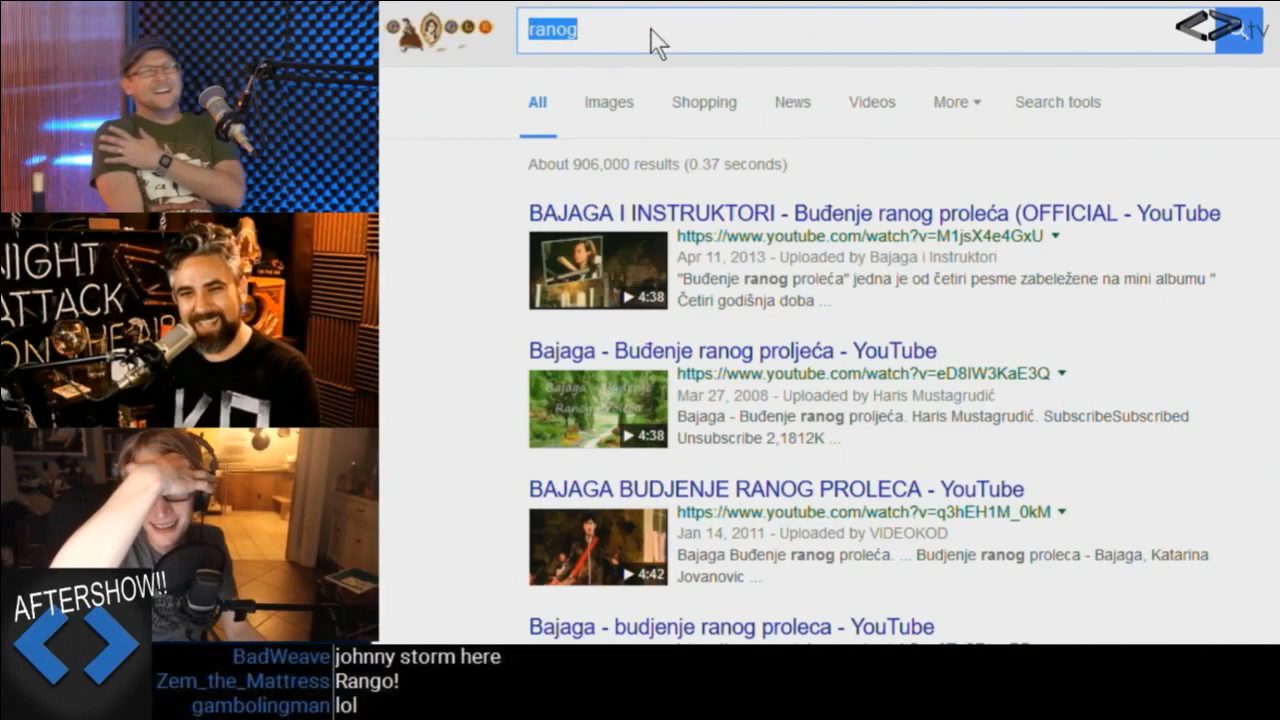 ranog
tv
All Images Shopping News Videos More Search tools
About 906,000 results (0.37 seconds)
BAJAGA I INSTRUKTORI - Buđenje ranog proleća (OFFICIAL - YouTube
https://www.youtube.com/watch?v=M1jsX4e4GxU
Apr 11, 2013 - Uploaded by Bajaga i Instruktori
"Buđenje ranog proleća" jedna je od četiri pesme zabeležene na mini albumu "
Četiri godišnja doba ...
4:38
Bajaga - Buđenje ranog proljeća - YouTube
https://www.youtube.com/watch?v=eD8IW3KaE3Q
Mar 27, 2008 - Uploaded by Haris Mustagrudić
Bajaga - Buđenje ranog proljeća. Haris Mustagrudić. SubscribeSubscribed
Unsubscribe 2,1812K ...
4:38
BAJAGA BUDJENJE RANOG PROLECA - YouTube
https://www.youtube.com/watch?v=q3hEH1M_0kM
Jan 14, 2011 - Uploaded by VIDEOKOD
Bajaga Buđenje ranog proleća. ... Budjenje ranog proleca - Bajaga, Katarina
Jovanovic ...
4:42
Bajaga - budjenje ranog proleca - YouTube
NIGHT
ATTACK
ON THE AIR
AFTERSHOW!!
BadWeave johnny storm here
Zem_the_Mattress Rango!
gambolingman lol